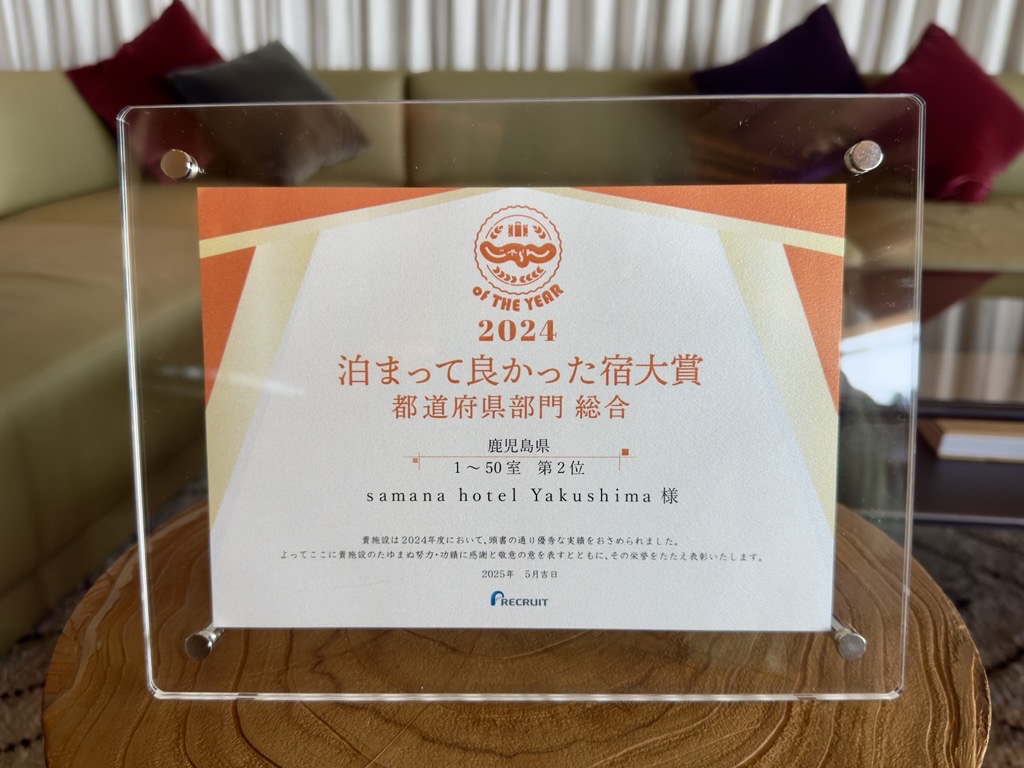 じゃらん
OF THE YEAR
2024
泊まって良かった宿大賞
都道府県部門 総合
鹿児島県
1～50室 第2位
samana hotel Yakushima 様
貴施設は2024年度において、頭書の通り優秀な実績をおさめられました。
よってここに貴施設のたゆまぬ努力・功績に感謝と敬意の意を表すとともに、その栄誉をたたえ表彰いたします。
2025年 5月吉日
RECRUIT